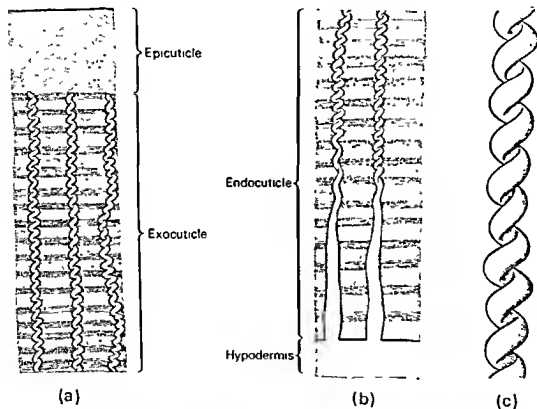 Epicuticle
Exocuticle
Endocuticle
Hypodermis
(a)
(b)
(c)